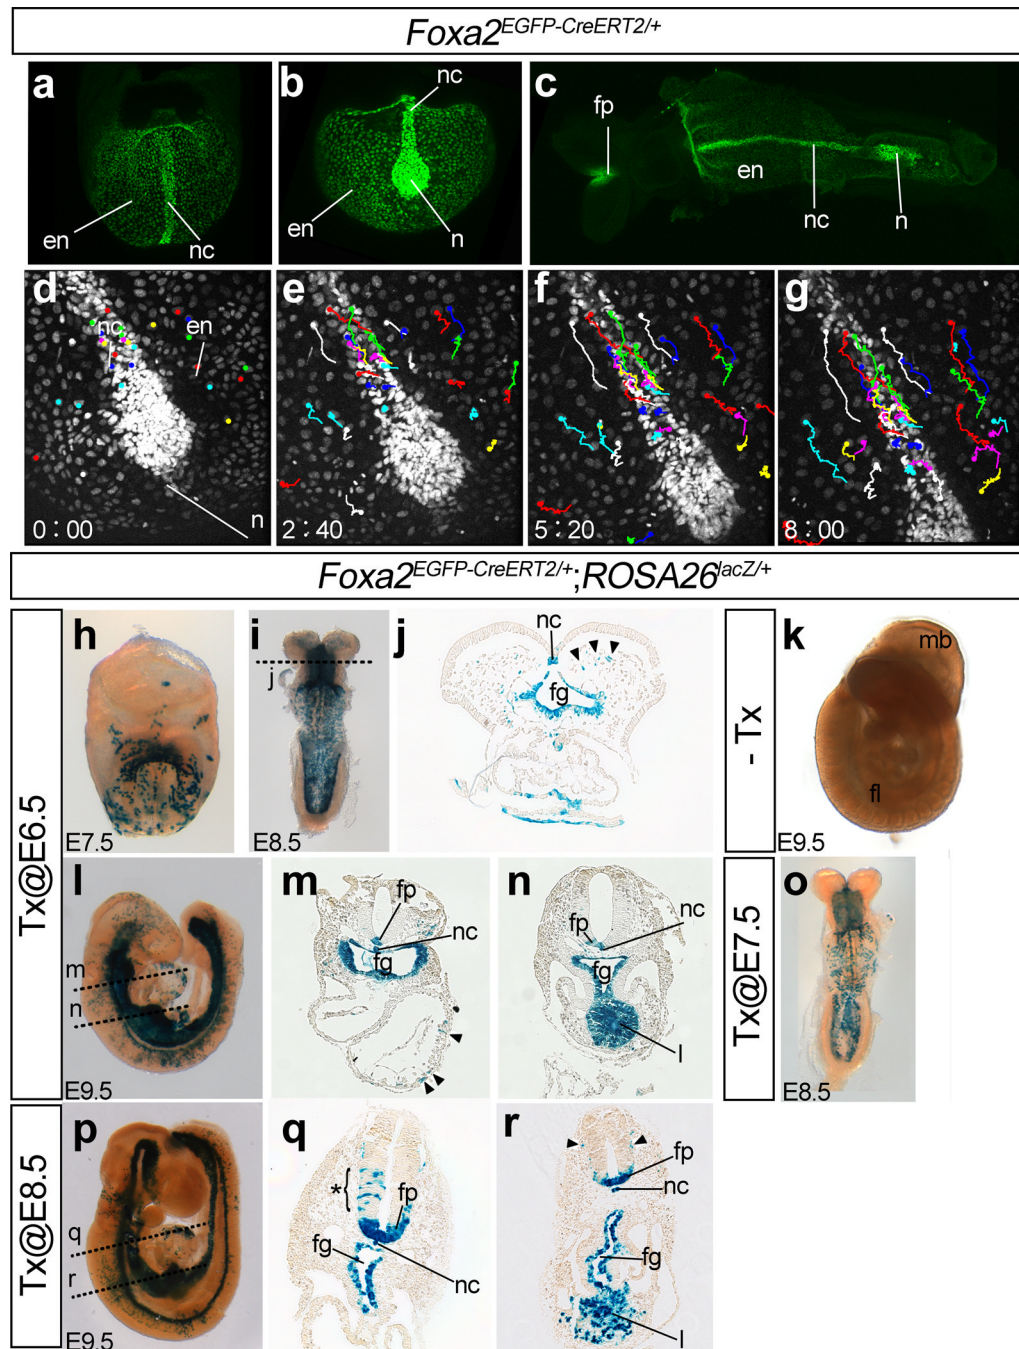 Foxa2EGFP-CreERT2/+
a
en
nc
b
nc
en
n
c
fp
en
nc
n
d
nc
en
n
0 : 00
e
2 : 40
f
5 : 20
g
8 : 00
Foxa2EGFP-CreERT2/+;ROSA26lacZ/+
Tx@E6.5
h
E7.5
i
j
E8.5
j
nc
fg
- Tx
k
mb
fl
E9.5
l
m
n
E9.5
m
fp
nc
fg
n
fp
nc
fg
l
Tx@E7.5
o
E8.5
Tx@E8.5
p
q
r
E9.5
q
*
fp
fg
nc
r
fp
nc
fg
l